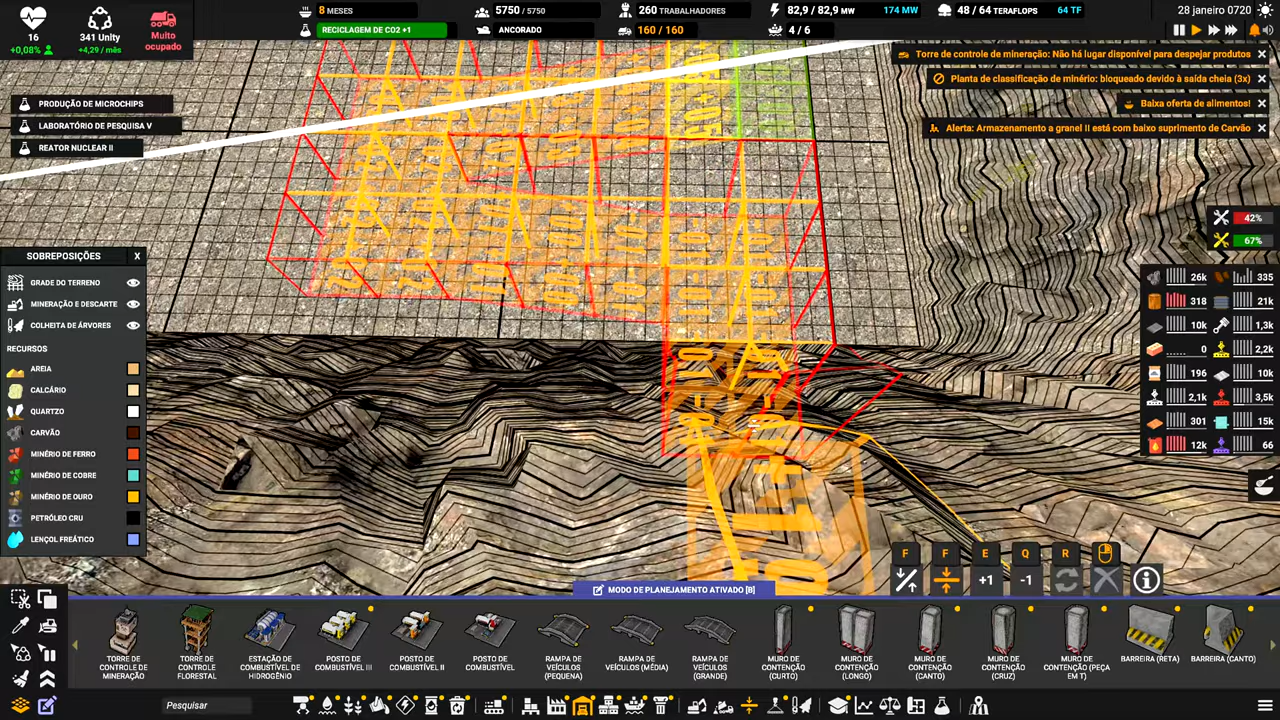 16
+0,08%
341 Unity
+4,29 / mês
Muito
ocupado
8 MESES
RECICLAGEM DE CO2 +1
5750 / 5750
ANCORADO
260 TRABALHADORES
160 / 160
82,9 / 82,9 MW
174 MW
4 / 6
48 / 64 TERAFLOPS
64 TF
28 janeiro 0720
Torre de controle de mineração: Não há lugar disponível para despejar produtos X
Planta de classificação de minério: bloqueado devido à saída cheia (3x) X
Baixa oferta de alimentos! X
Alerta: Armazenamento a granel II está com baixo suprimento de Carvão X
PRODUÇÃO DE MICROCHIPS
LABORATÓRIO DE PESQUISA V
REATOR NUCLEAR II
42%
67%
26k 335
318 21k
10k 1,3k
0 2,2k
196 10k
2,1k 3,5k
301 15k
12k 66
SOBREPOSIÇÕES X
GRADE DO TERRENO
MINERAÇÃO E DESCARTE
COLHEITA DE ÁRVORES
RECURSOS
AREIA
CALCÁRIO
QUARTZO
CARVÃO
MINÉRIO DE FERRO
MINÉRIO DE COBRE
MINÉRIO DE OURO
PETRÓLEO CRU
LENÇOL FREÁTICO
F F E Q R
+1 -1
MODO DE PLANEJAMENTO ATIVADO [B]
TORRE DE CONTROLE DE MINERAÇÃO
TORRE DE CONTROLE FLORESTAL
ESTAÇÃO DE COMBUSTÍVEL DE HIDROGÊNIO
POSTO DE COMBUSTÍVEL III
POSTO DE COMBUSTÍVEL II
POSTO DE COMBUSTÍVEL
RAMPA DE VEÍCULOS (PEQUENA)
RAMPA DE VEÍCULOS (MÉDIA)
RAMPA DE VEÍCULOS (GRANDE)
MURO DE CONTENÇÃO (CURTO)
MURO DE CONTENÇÃO (LONGO)
MURO DE CONTENÇÃO (CANTO)
MURO DE CONTENÇÃO (CRUZ)
MURO DE CONTENÇÃO (PEÇA EM T)
BARREIRA (RETA)
BARREIRA (CANTO)
Pesquisar